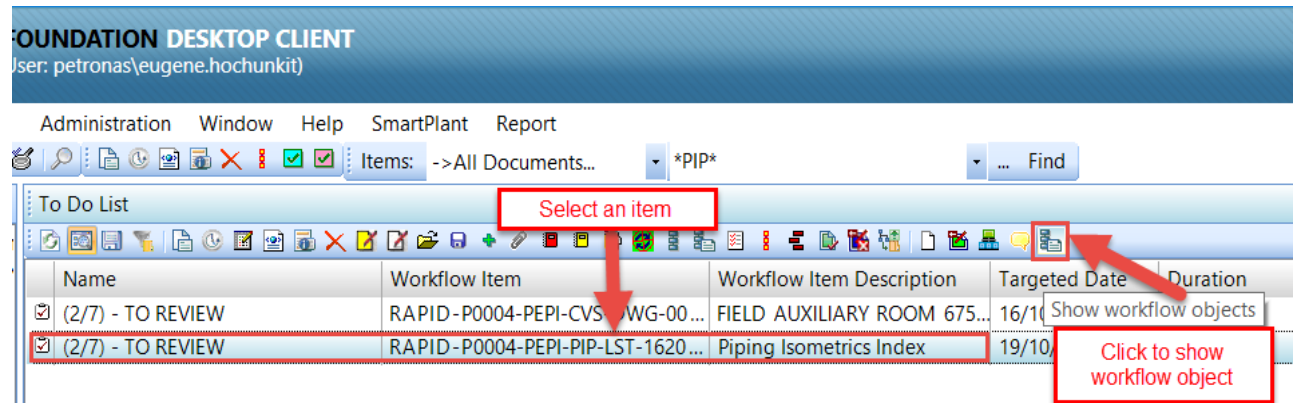 FOUNDATION DESKTOP CLIENT
User: petronas\eugene.hochunkit)
Administration Window Help SmartPlant Report
Items: ->All Documents... *PIP* ... Find
To Do List
Select an item
Name Workflow Item Workflow Item Description Targeted Date Duration
(2/7) - TO REVIEW RAPID-P0004-PEPI-CVS-DWG-00... FIELD AUXILIARY ROOM 675... 16/10
Show workflow objects
(2/7) - TO REVIEW RAPID-P0004-PEPI-PIP-LST-1620... Piping Isometrics Index 19/10/
Click to show
workflow object